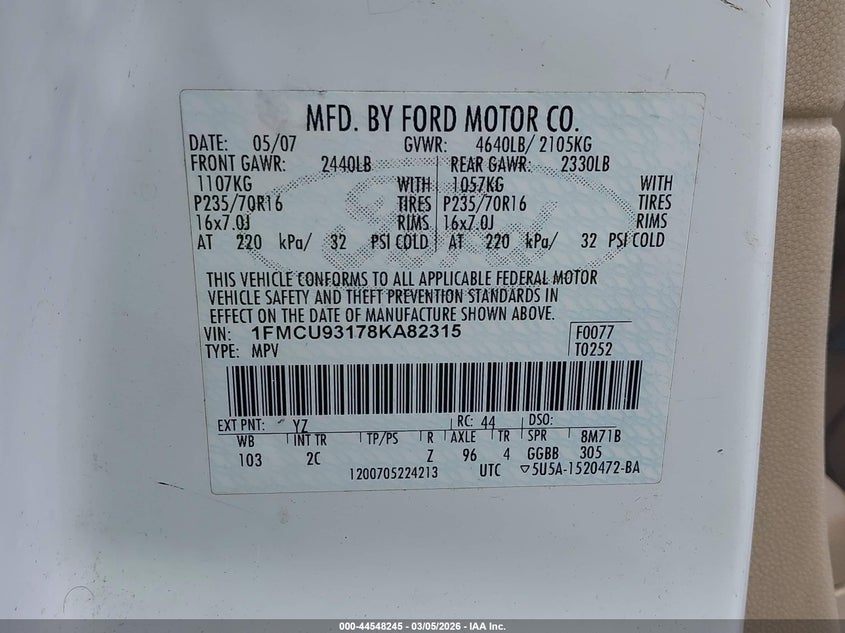 MFD. BY FORD MOTOR CO.
DATE: 05/07 GVWR: 4640LB/ 2105KG
FRONT GAWR: 2440LB REAR GAWR: 2330LB
1107KG WITH 1057KG WITH
P235/70R16 TIRES P235/70R16 TIRES
16x7.0J RIMS 16x7.0J RIMS
AT 220 kPa/ 32 PSI COLD AT 220 kPa/ 32 PSI COLD
Ford
THIS VEHICLE CONFORMS TO ALL APPLICABLE FEDERAL MOTOR
VEHICLE SAFETY AND THEFT PREVENTION STANDARDS IN
EFFECT ON THE DATE OF MANUFACTURE SHOWN ABOVE.
VIN: 1FMCU93178KA82315 F0077
TYPE: MPV T0252
EXT PNT: YZ RC: 44 DSO:
WB INT TR TP/PS R AXLE TR SPR 8M71B
103 2C Z 96 4 GGBB 305
1200705224213 UTC ▽5U5A-1520472-BA
000-44548245 - 03/05/2026 - IAA Inc.